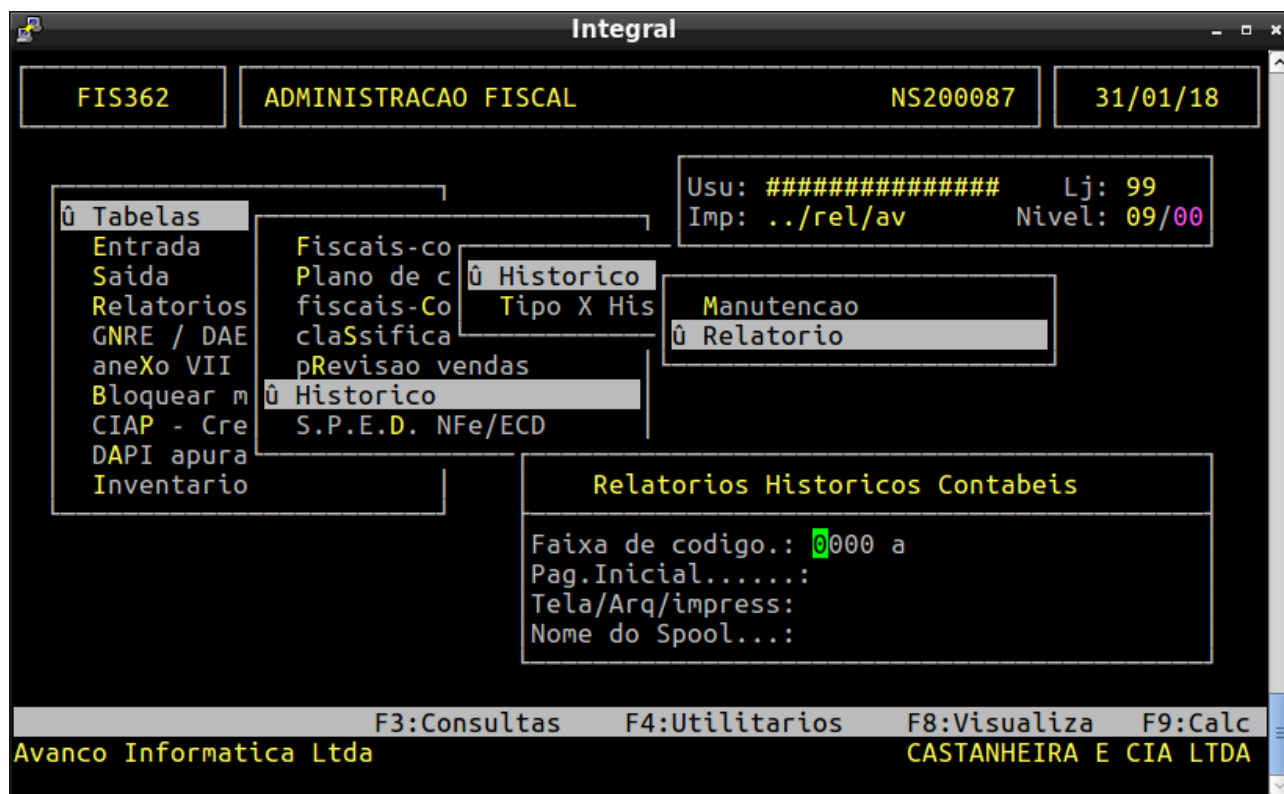 Integral
FIS362 ADMINISTRACAO FISCAL NS200087 31/01/18
Usu: ############### Lj: 99
Imp: ../rel/av Nivel: 09/00
û Tabelas
Entrada
Saida
Relatorios
GNRE / DAE
aneXo VII
Bloquear m
CIAP - Cre
DAPI apura
Inventario
Fiscais-co
Plano de c
fiscais-Co
claSsifica
pRevisao vendas
û Historico
S.P.E.D. NFe/ECD
û Historico
Tipo X His
Manutencao
û Relatorio
Relatorios Historicos Contabeis
Faixa de codigo.: 0000 a
Pag.Inicial......:
Tela/Arq/impress:
Nome do Spool...:
F3:Consultas F4:Utilitarios F8:Visualiza F9:Calc
Avanco Informatica Ltda CASTANHEIRA E CIA LTDA